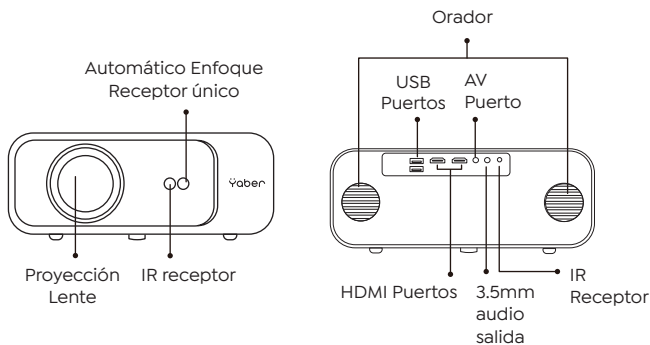 Automático Enfoque
Receptor único
Yaber
Proyección
Lente
IR receptor
Orador
USB
Puertos
AV
Puerto
HDMI Puertos
3.5mm
audio
salida
IR
Receptor